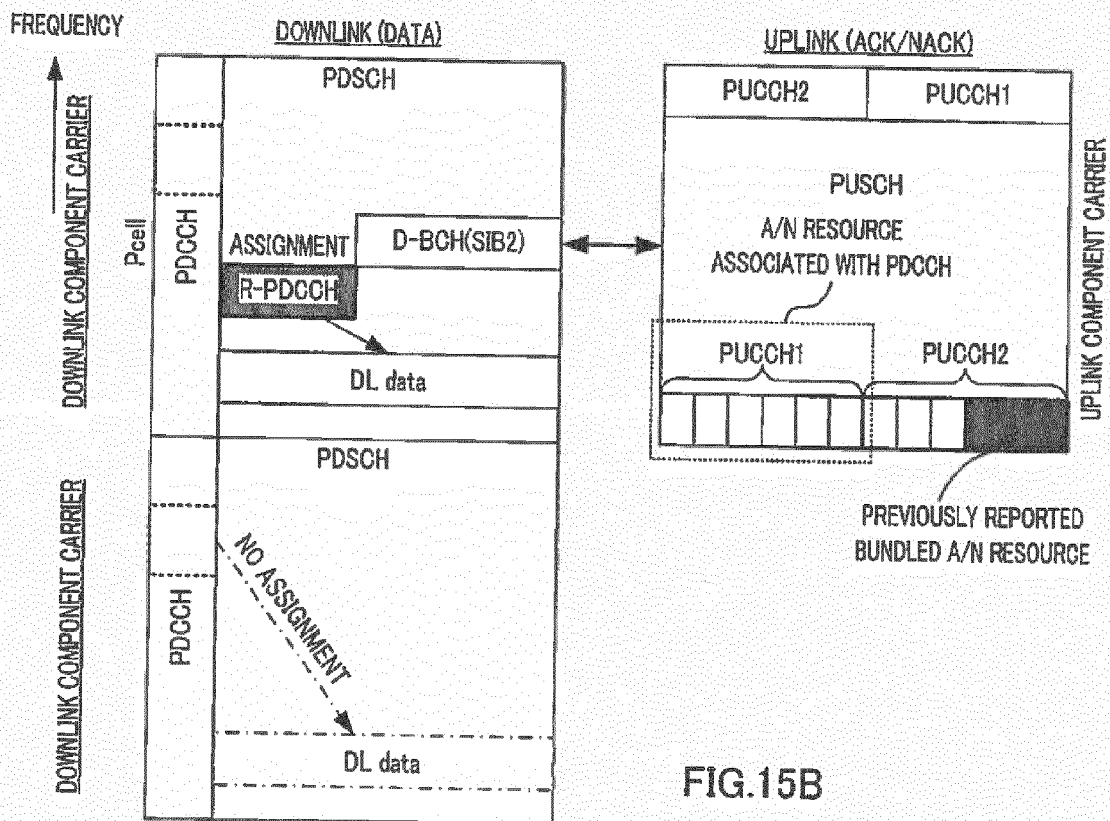 FREQUENCY
DOWNLINK (DATA)
UPLINK (ACK/NACK)
PDSCH
PUCCH2
PUCCH1
DOWNLINK COMPONENT CARRIER
Pcell
PDCCH
ASSIGNMENT
D-BCH(SIB2)
R-PDCCH
DL data
PUSCH
A/N RESOURCE
ASSOCIATED WITH PDCCH
UPLINK COMPONENT CARRIER
PUCCH1
PUCCH2
PREVIOUSLY REPORTED
BUNDLED A/N RESOURCE
DOWNLINK COMPONENT CARRIER
PDSCH
PDCCH
NO ASSIGNMENT
DL data
FIG.15B